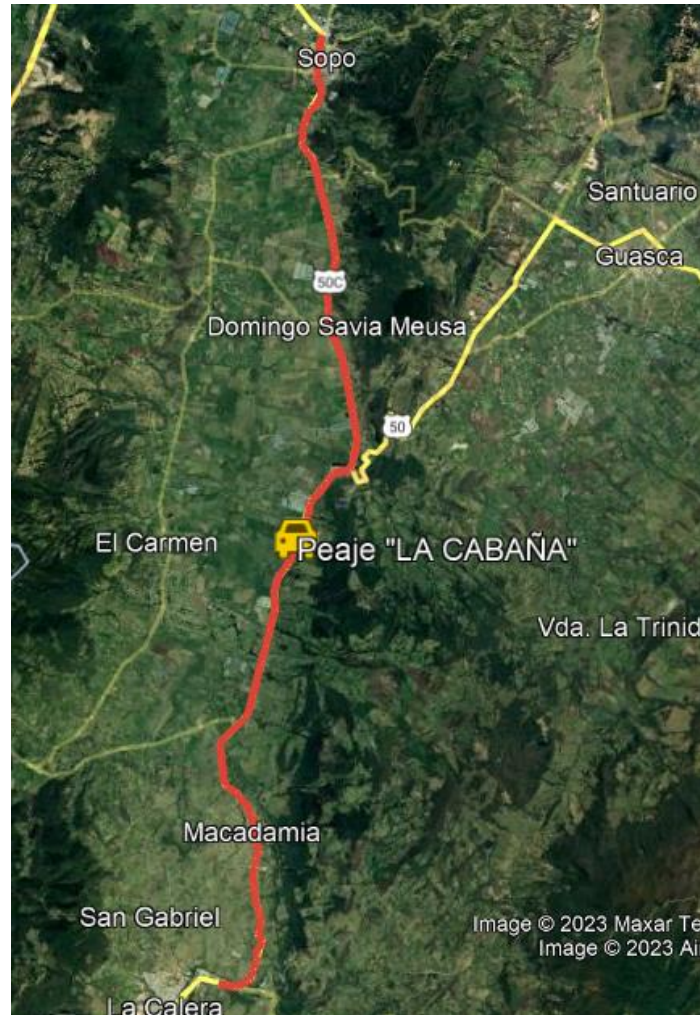 Sopo
Santuario
Guasca
50C
Domingo Savia Meusa
50
El Carmen
Peaje "LA CABAÑA"
Vda. La Trinid
Macadamia
San Gabriel
Image © 2023 Maxar Te
Image © 2023 Ai
La Calera